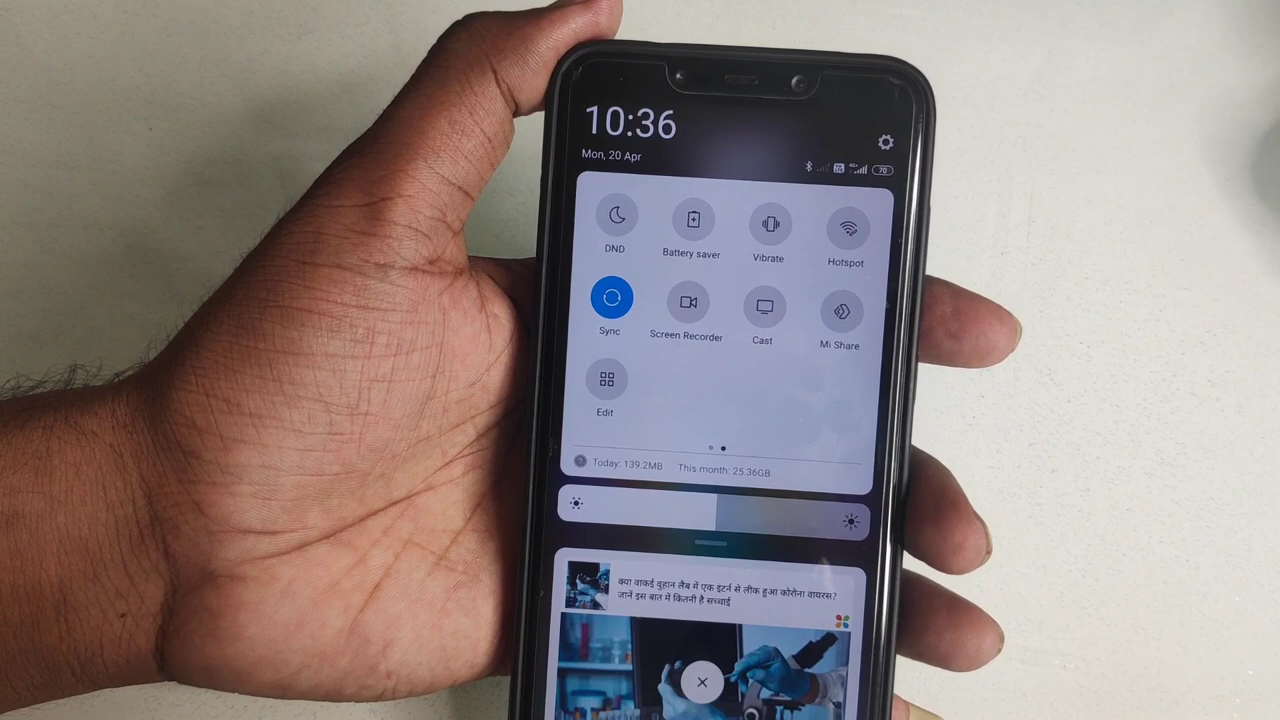 10:36
Mon, 20 Apr
70
DND
Battery saver
Vibrate
Hotspot
Sync
Screen Recorder
Cast
Mi Share
Edit
Today: 139.2MB This month: 25.36GB
क्या वाकई वुहान लैब में एक इंटर्न से लीक हुआ कोरोना वायरस?
जानें इस बात में कितनी है सच्चाई